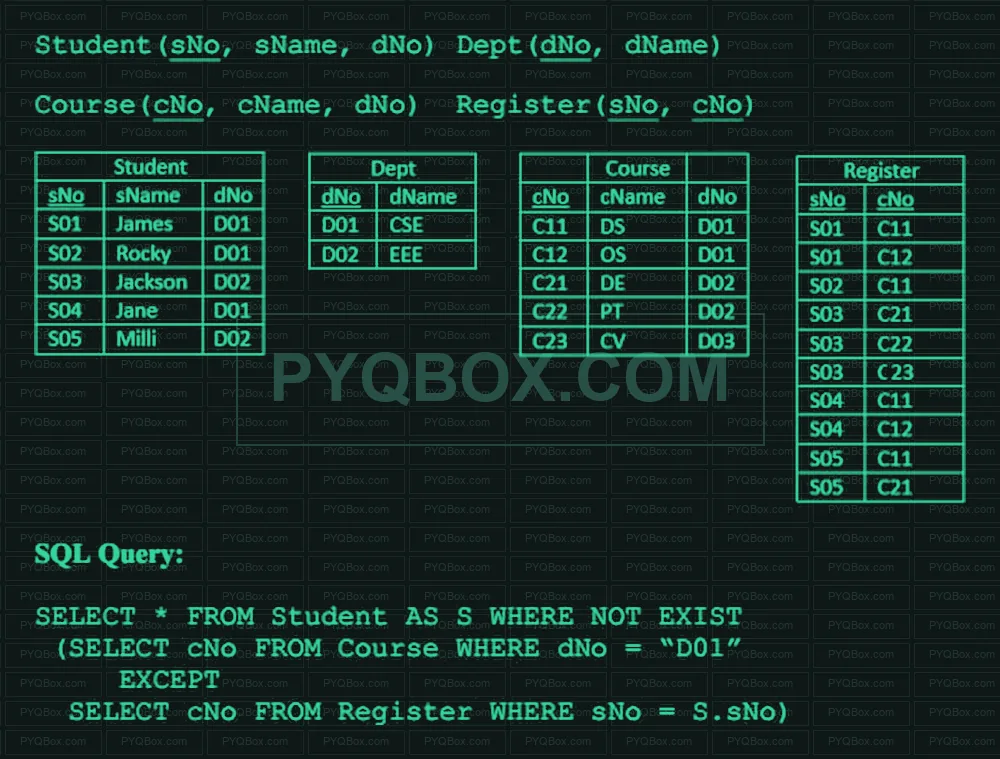 Student(sNo, sName, dNo) Dept(dNo, dName)
Course(cNo, cName, dNo) Register(sNo, cNo)
Student
sNo sName dNo
S01 James D01
S02 Rocky D01
S03 Jackson D02
S04 Jane D01
S05 Milli D02
Dept
dNo dName
D01 CSE
D02 EEE
Course
cNo cName dNo
C11 DS D01
C12 OS D01
C21 DE D02
C22 PT D02
C23 CV D03
Register
sNo cNo
S01 C11
S01 C12
S02 C11
S03 C21
S03 C22
S03 C23
S04 C11
S04 C12
S05 C11
S05 C21
PYQBOX.COM
SQL Query:
SELECT * FROM Student AS S WHERE NOT EXIST
(SELECT cNo FROM Course WHERE dNo = “D01”
EXCEPT
SELECT cNo FROM Register WHERE sNo = S.sNo)